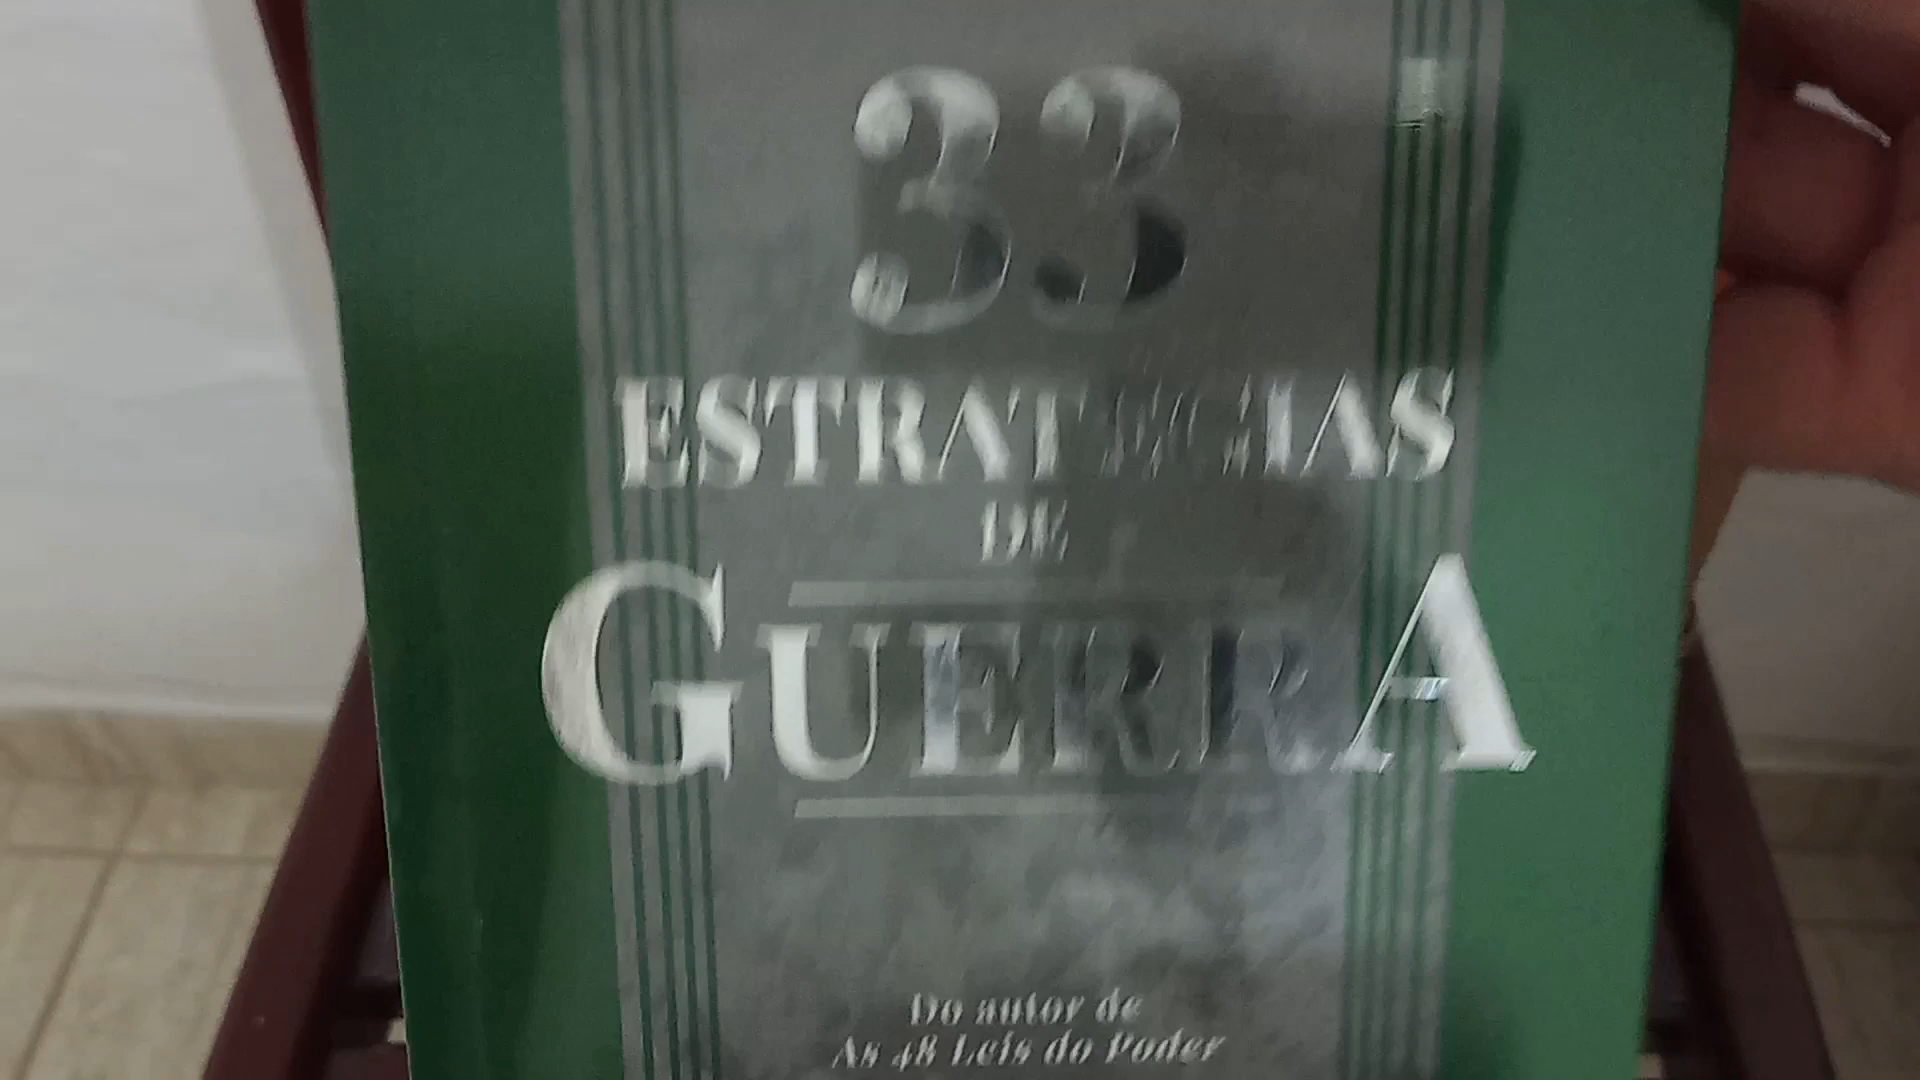 33
ESTRATÉGIAS
DE
GUERRA
Do autor de
As 48 Leis do Poder